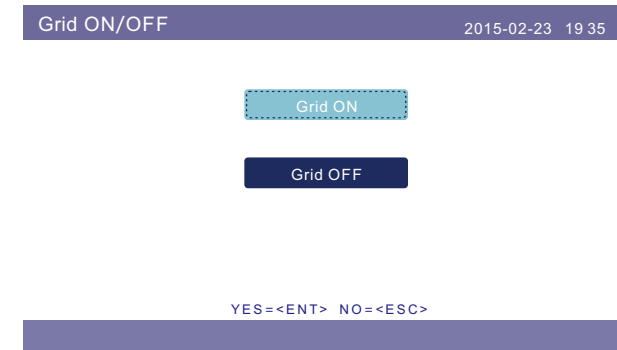 Grid ON/OFF
2015-02-23 19 35
Grid ON
Grid OFF
YES=<ENT> NO=<ESC>